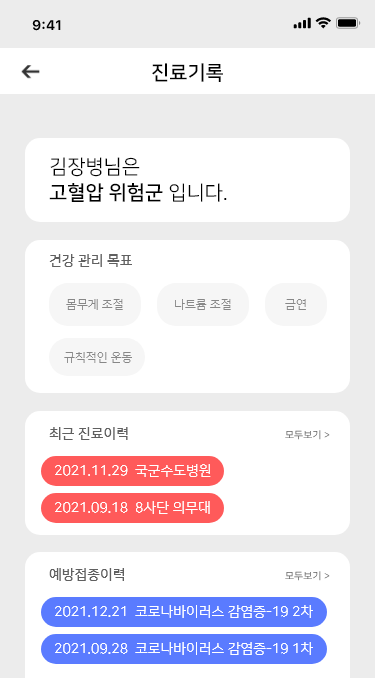 9:41
진료기록
김장병님은
고혈압 위험군 입니다.
건강 관리 목표
몸무게 조절 나트륨 조절 금연
규칙적인 운동
최근 진료이력 모두보기 >
2021.11.29 국군수도병원
2021.09.18 8사단 의무대
예방접종이력 모두보기 >
2021.12.21 코로나바이러스 감염증-19 2차
2021.09.28 코로나바이러스 감염증-19 1차